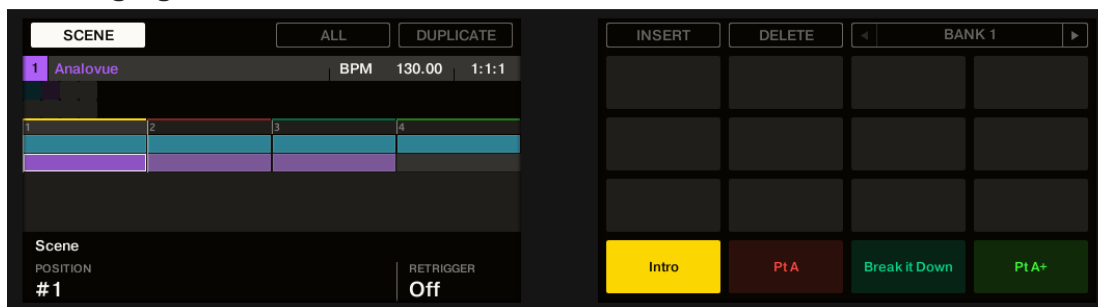 SCENE ALL DUPLICATE
1 Analovue BPM 130.00 1:1:1
1 2 3 4
Scene
POSITION RETRIGGER
#1 Off
INSERT DELETE BANK 1
Intro Pt A Break it Down Pt A+